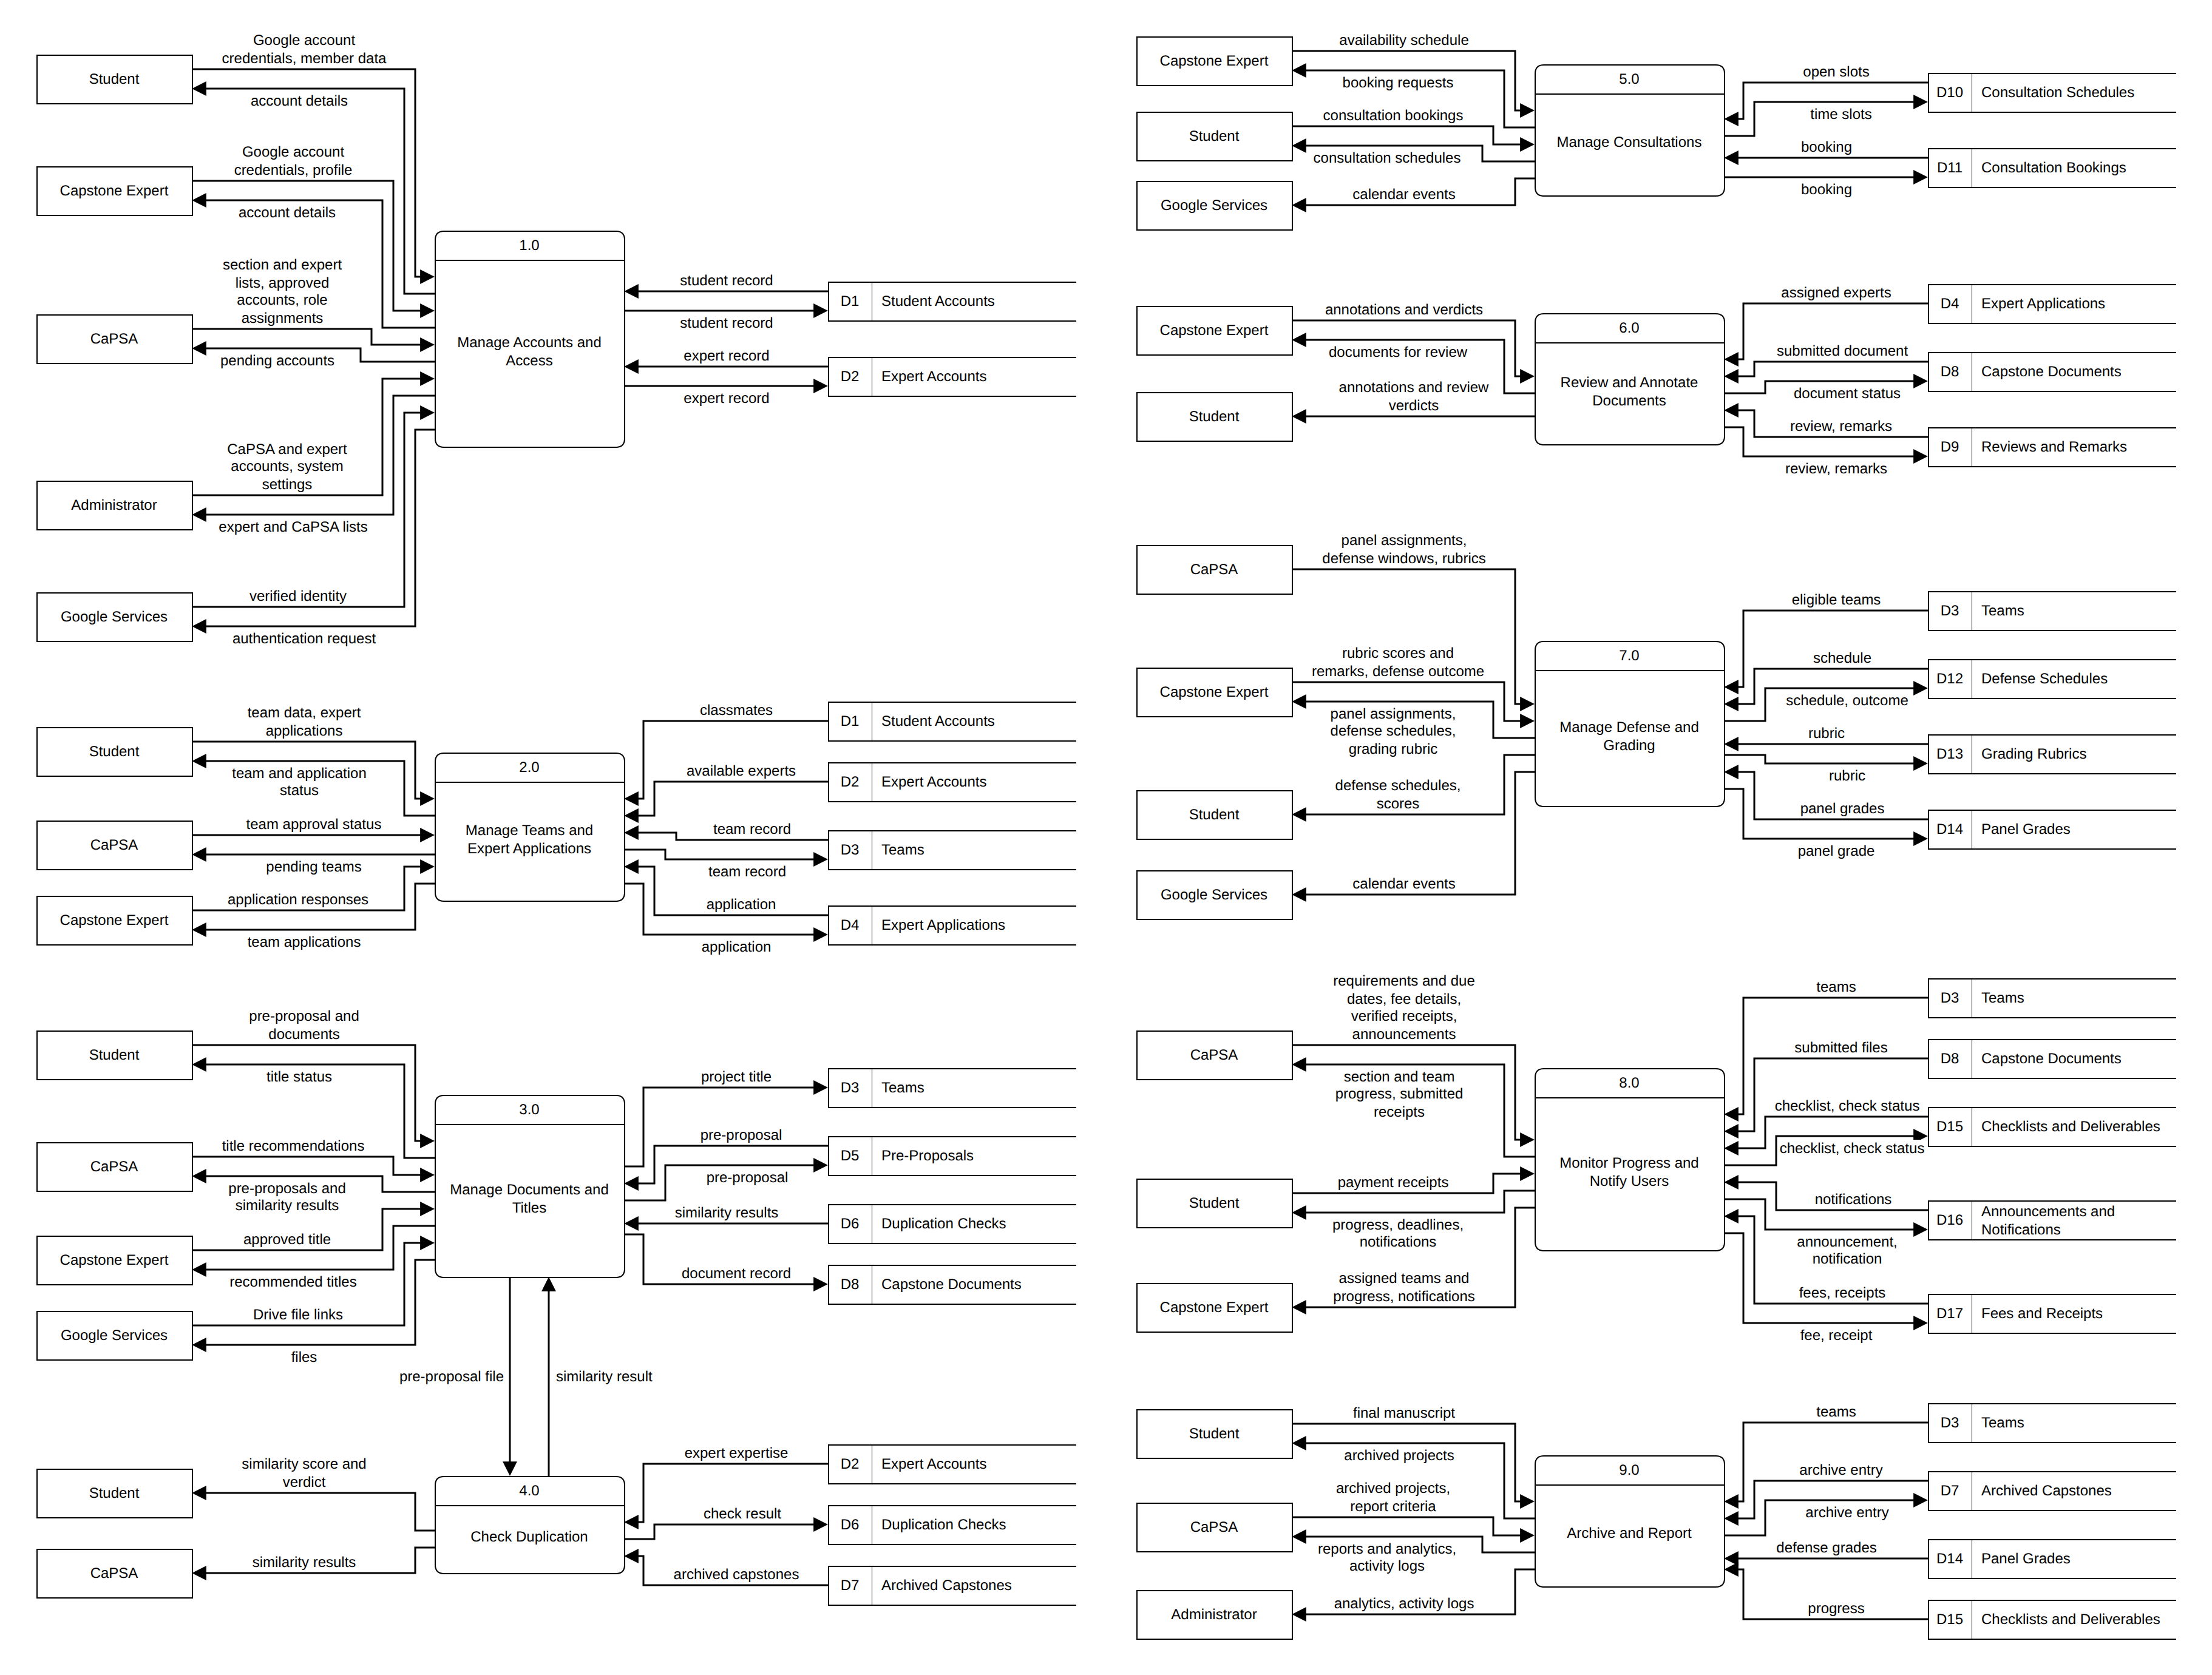 Google account
credentials, member data
Student
account details
Google account
credentials, profile
Capstone Expert
account details
section and expert
lists, approved
accounts, role
assignments
CaPSA
pending accounts
CaPSA and expert
accounts, system
settings
Administrator
expert and CaPSA lists
verified identity
Google Services
authentication request
1.0
Manage Accounts and
Access
student record
D1 Student Accounts
student record
expert record
D2 Expert Accounts
expert record
team data, expert
applications
Student
team and application
status
team approval status
CaPSA
pending teams
application responses
Capstone Expert
team applications
2.0
Manage Teams and
Expert Applications
classmates
D1 Student Accounts
available experts
D2 Expert Accounts
team record
D3 Teams
team record
application
D4 Expert Applications
application
pre-proposal and
documents
Student
title status
title recommendations
CaPSA
pre-proposals and
similarity results
approved title
Capstone Expert
recommended titles
Drive file links
Google Services
files
3.0
Manage Documents and
Titles
project title
D3 Teams
pre-proposal
D5 Pre-Proposals
pre-proposal
similarity results
D6 Duplication Checks
document record
D8 Capstone Documents
pre-proposal file
similarity result
similarity score and
verdict
Student
similarity results
CaPSA
4.0
Check Duplication
expert expertise
D2 Expert Accounts
check result
D6 Duplication Checks
archived capstones
D7 Archived Capstones
availability schedule
Capstone Expert
booking requests
consultation bookings
Student
consultation schedules
calendar events
Google Services
5.0
Manage Consultations
open slots
D10 Consultation Schedules
time slots
booking
D11 Consultation Bookings
booking
annotations and verdicts
Capstone Expert
documents for review
annotations and review
verdicts
Student
6.0
Review and Annotate
Documents
assigned experts
D4 Expert Applications
submitted document
D8 Capstone Documents
document status
review, remarks
D9 Reviews and Remarks
review, remarks
panel assignments,
defense windows, rubrics
CaPSA
rubric scores and
remarks, defense outcome
Capstone Expert
panel assignments,
defense schedules,
grading rubric
defense schedules,
scores
Student
calendar events
Google Services
7.0
Manage Defense and
Grading
eligible teams
D3 Teams
schedule
D12 Defense Schedules
schedule, outcome
rubric
D13 Grading Rubrics
rubric
panel grades
D14 Panel Grades
panel grade
requirements and due
dates, fee details,
verified receipts,
announcements
CaPSA
section and team
progress, submitted
receipts
payment receipts
Student
progress, deadlines,
notifications
assigned teams and
progress, notifications
Capstone Expert
8.0
Monitor Progress and
Notify Users
teams
D3 Teams
submitted files
D8 Capstone Documents
checklist, check status
D15 Checklists and Deliverables
checklist, check status
notifications
D16 Announcements and
Notifications
announcement,
notification
fees, receipts
D17 Fees and Receipts
fee, receipt
final manuscript
Student
archived projects
archived projects,
report criteria
CaPSA
reports and analytics,
activity logs
analytics, activity logs
Administrator
9.0
Archive and Report
teams
D3 Teams
archive entry
D7 Archived Capstones
archive entry
defense grades
D14 Panel Grades
progress
D15 Checklists and Deliverables